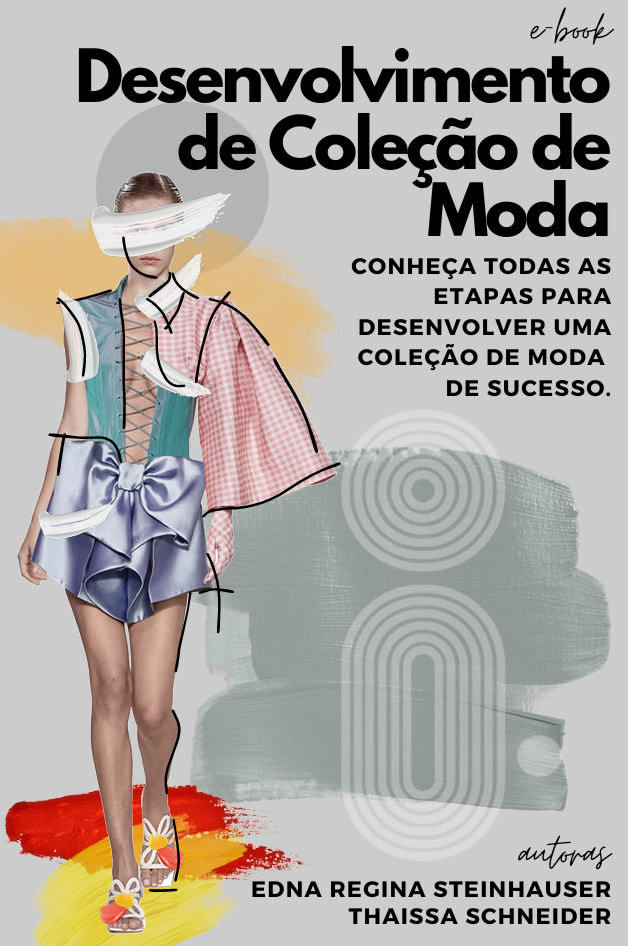 e-book
Desenvolvimento
de Coleção de
Moda
CONHEÇA TODAS AS
ETAPAS PARA
DESENVOLVER UMA
COLEÇÃO DE MODA
DE SUCESSO.
autoras
EDNA REGINA STEINHAUSER
THAISSA SCHNEIDER